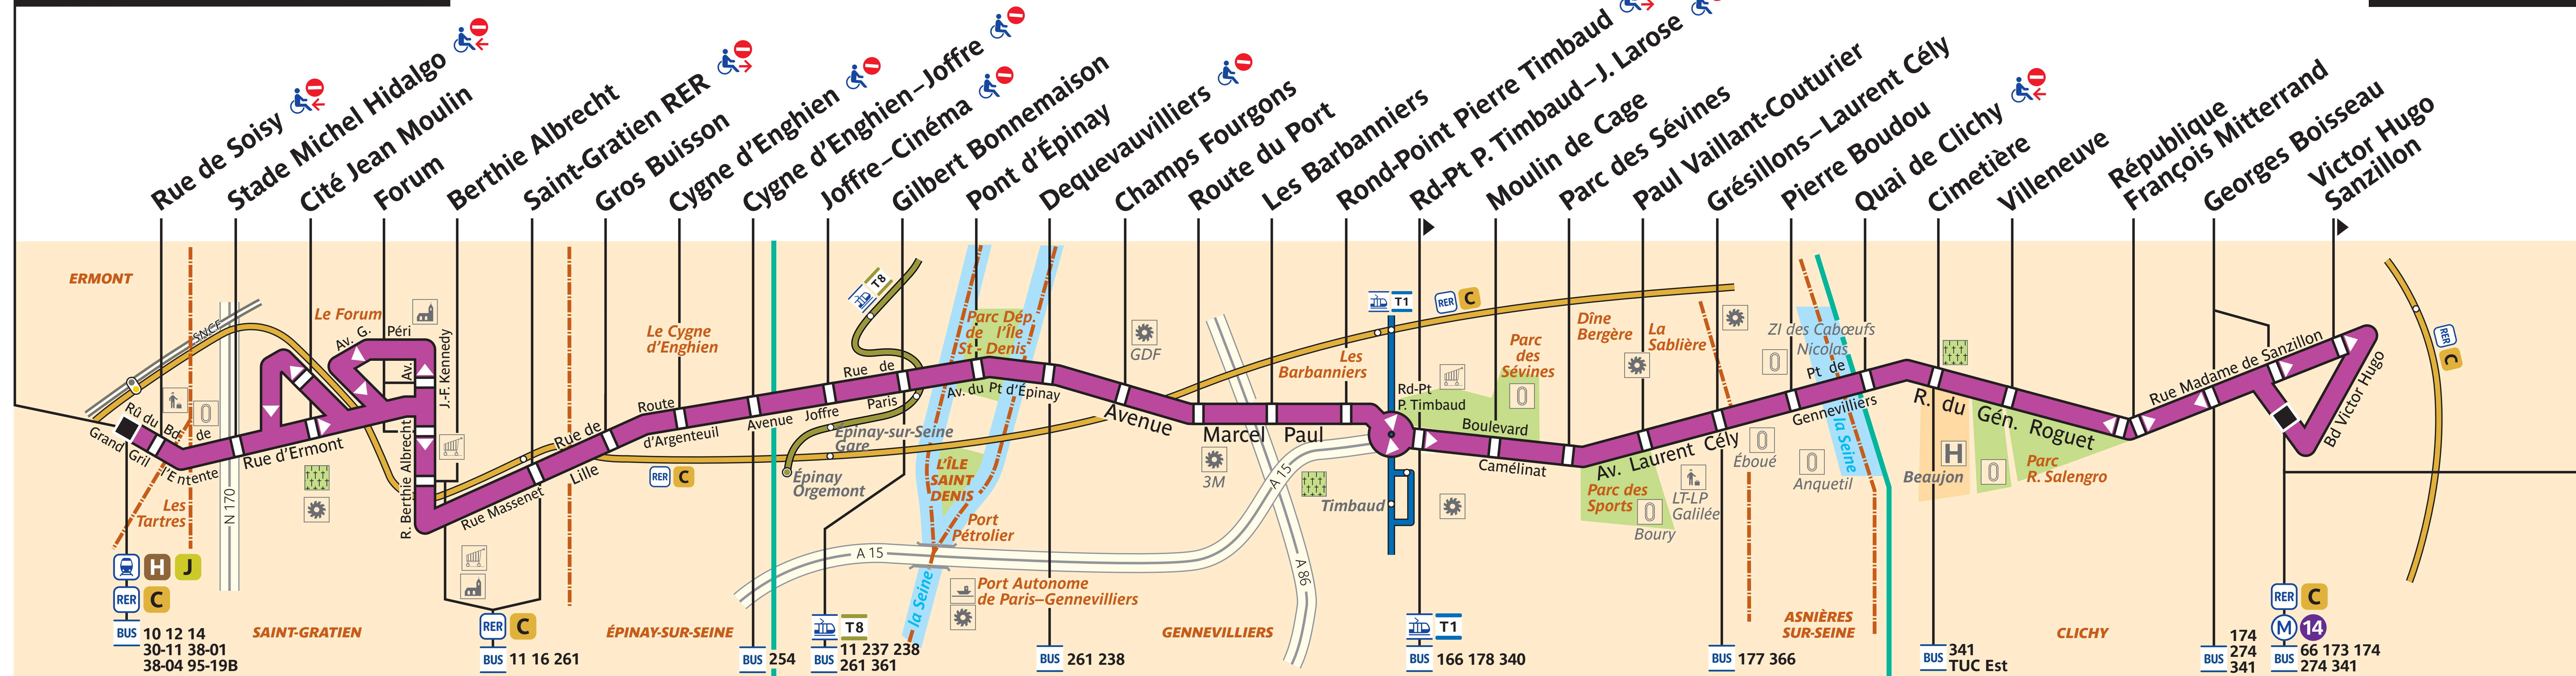 Rue de Soisy
Stade Michel Hidalgo
Cité Jean Moulin
Forum
Berthie Albrecht
Saint-Gratien RER
Gros Buisson
Cygne d’Enghien
Cygne d’Enghien–Joffre
Joffre–Cinéma
Gilbert Bonnemaison
Pont d’Épinay
Dequevauvilliers
Champs Fourgons
Route du Port
Les Barbanniers
Rond-Point Pierre Timbaud
Rd-Pt P. Timbaud–J. Larose
Moulin de Cage
Parc des Sévines
Paul Vaillant-Couturier
Grésillons–Laurent Cély
Pierre Boudou
Quai de Clichy
Cimetière
Villeneuve
République
François Mitterrand
Georges Boisseau
Victor Hugo
Sanzillon
ERMONT
SNCF
Le Forum
Av. G. Péri
Av. J.-F. Kennedy
Rû du Bd de
Grand Gril
l’Entente
Rue d’Ermont
R. Berthie Albrecht
Les
Tartres
N 170
Rue Massenet
Rue de
Lille
Le Cygne
d’Enghien
Route
d’Argenteuil
Avenue Joffre
Rue de
Paris
T8
RER C
Épinay-sur-Seine
Gare
Épinay
Orgemont
Parc Dép.
de l’Île
St - Denis
Av. du Pt d’Épinay
L’ÎLE
SAINT
DENIS
Port
Pétrolier
A 15
la Seine
Port Autonome
de Paris–Gennevilliers
GDF
Avenue
Marcel Paul
3M
A 15
A 86
Les
Barbanniers
T1
RER C
Rd-Pt
P. Timbaud
Timbaud
Boulevard
Camélinat
Parc
des
Sévines
Dîne
Bergère
La
Sablière
Av. Laurent Cély
Parc des
Sports
Boury
LT-LP
Galilée
Éboué
ZI des Cabœufs
Nicolas
Pt de
Gennevilliers
Anquetil
la Seine
R. du Gén. Roguet
H
Beaujon
Parc
R. Salengro
Rue Madame de Sanzillon
Bd Victor Hugo
RER C
H J
RER C
BUS 10 12 14
30-11 38-01
38-04 95-19B
SAINT-GRATIEN
RER C
BUS 11 16 261
ÉPINAY-SUR-SEINE
BUS 254
T8
BUS 11 237 238
261 361
BUS 261 238
GENNEVILLIERS
T1
BUS 166 178 340
BUS 177 366
ASNIÈRES
SUR-SEINE
BUS 341
TUC Est
CLICHY
BUS 174
274
341
RER C
M 14
BUS 66 173 174
274 341